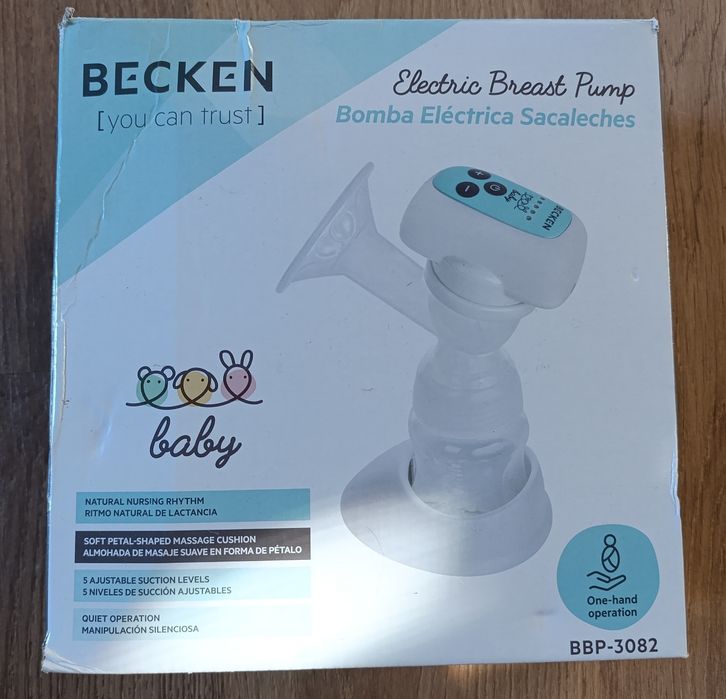 BECKEN
[you can trust]
Electric Breast Pump
Bomba Eléctrica Sacaleches
+
−
baby
BECKEN
baby
NATURAL NURSING RHYTHM
RITMO NATURAL DE LACTANCIA
SOFT PETAL-SHAPED MASSAGE CUSHION
ALMOHADA DE MASAJE SUAVE EN FORMA DE PÉTALO
5 AJUSTABLE SUCTION LEVELS
5 NIVELES DE SUCCIÓN AJUSTABLES
QUIET OPERATION
MANIPULACIÓN SILENCIOSA
One-hand
operation
BBP-3082